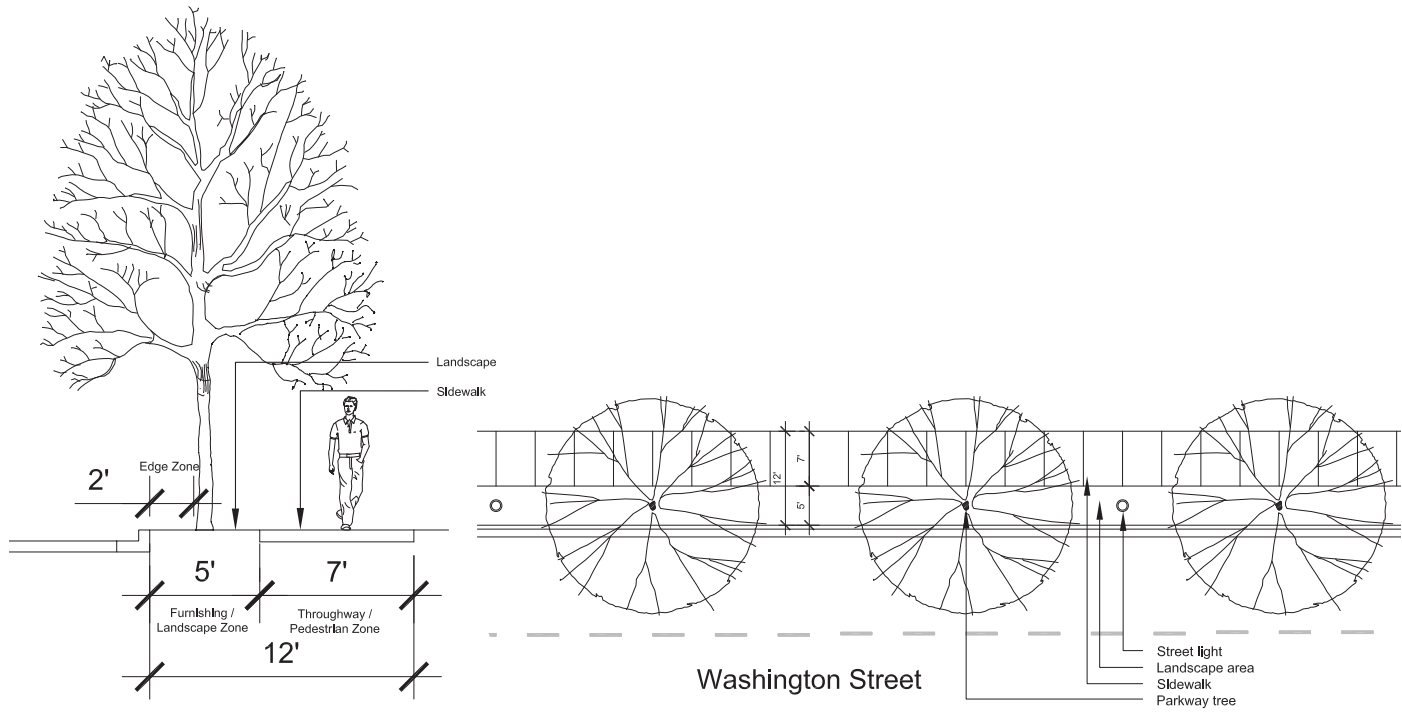 Landscape
Sidewalk
Edge Zone
2'
5'
7'
Furnishing /
Landscape Zone
Throughway /
Pedestrian Zone
12'
12'
7'
5'
Washington Street
Street light
Landscape area
Sidewalk
Parkway tree